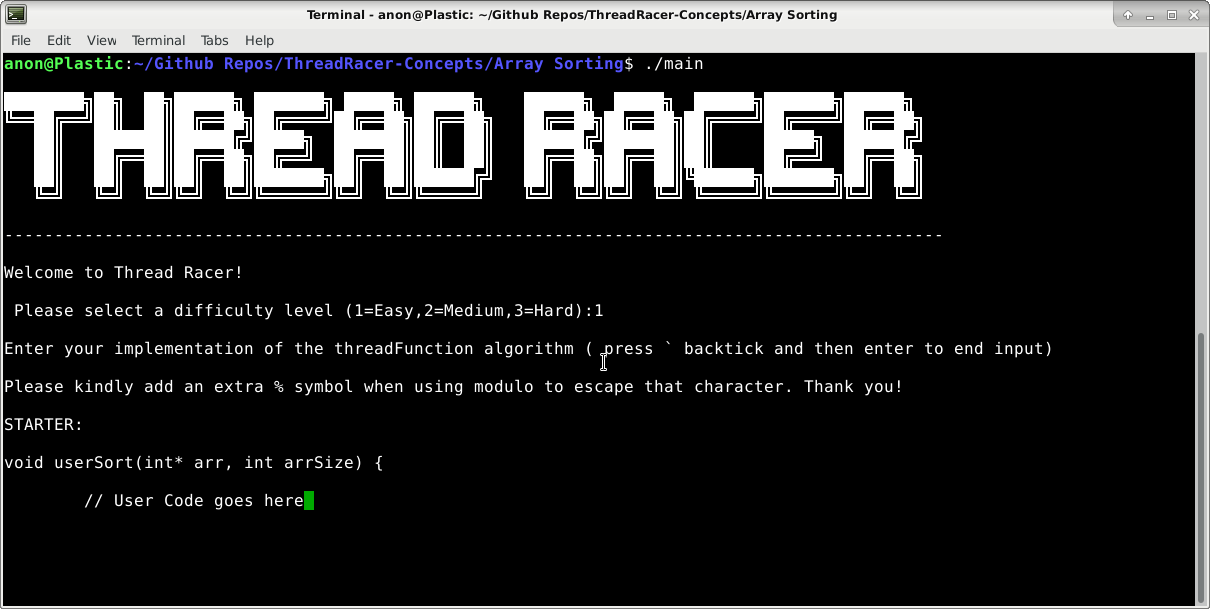 Terminal - anon@Plastic: ~/Github Repos/ThreadRacer-Concepts/Array Sorting
File Edit View Terminal Tabs Help
anon@Plastic:~/Github Repos/ThreadRacer-Concepts/Array Sorting$ ./main
THREAD RACER
----------------------------------------------------------------------------------------------
Welcome to Thread Racer!
Please select a difficulty level (1=Easy,2=Medium,3=Hard):1
Enter your implementation of the threadFunction algorithm ( press ` backtick and then enter to end input)
Please kindly add an extra % symbol when using modulo to escape that character. Thank you!
STARTER:
void userSort(int* arr, int arrSize) {
// User Code goes here